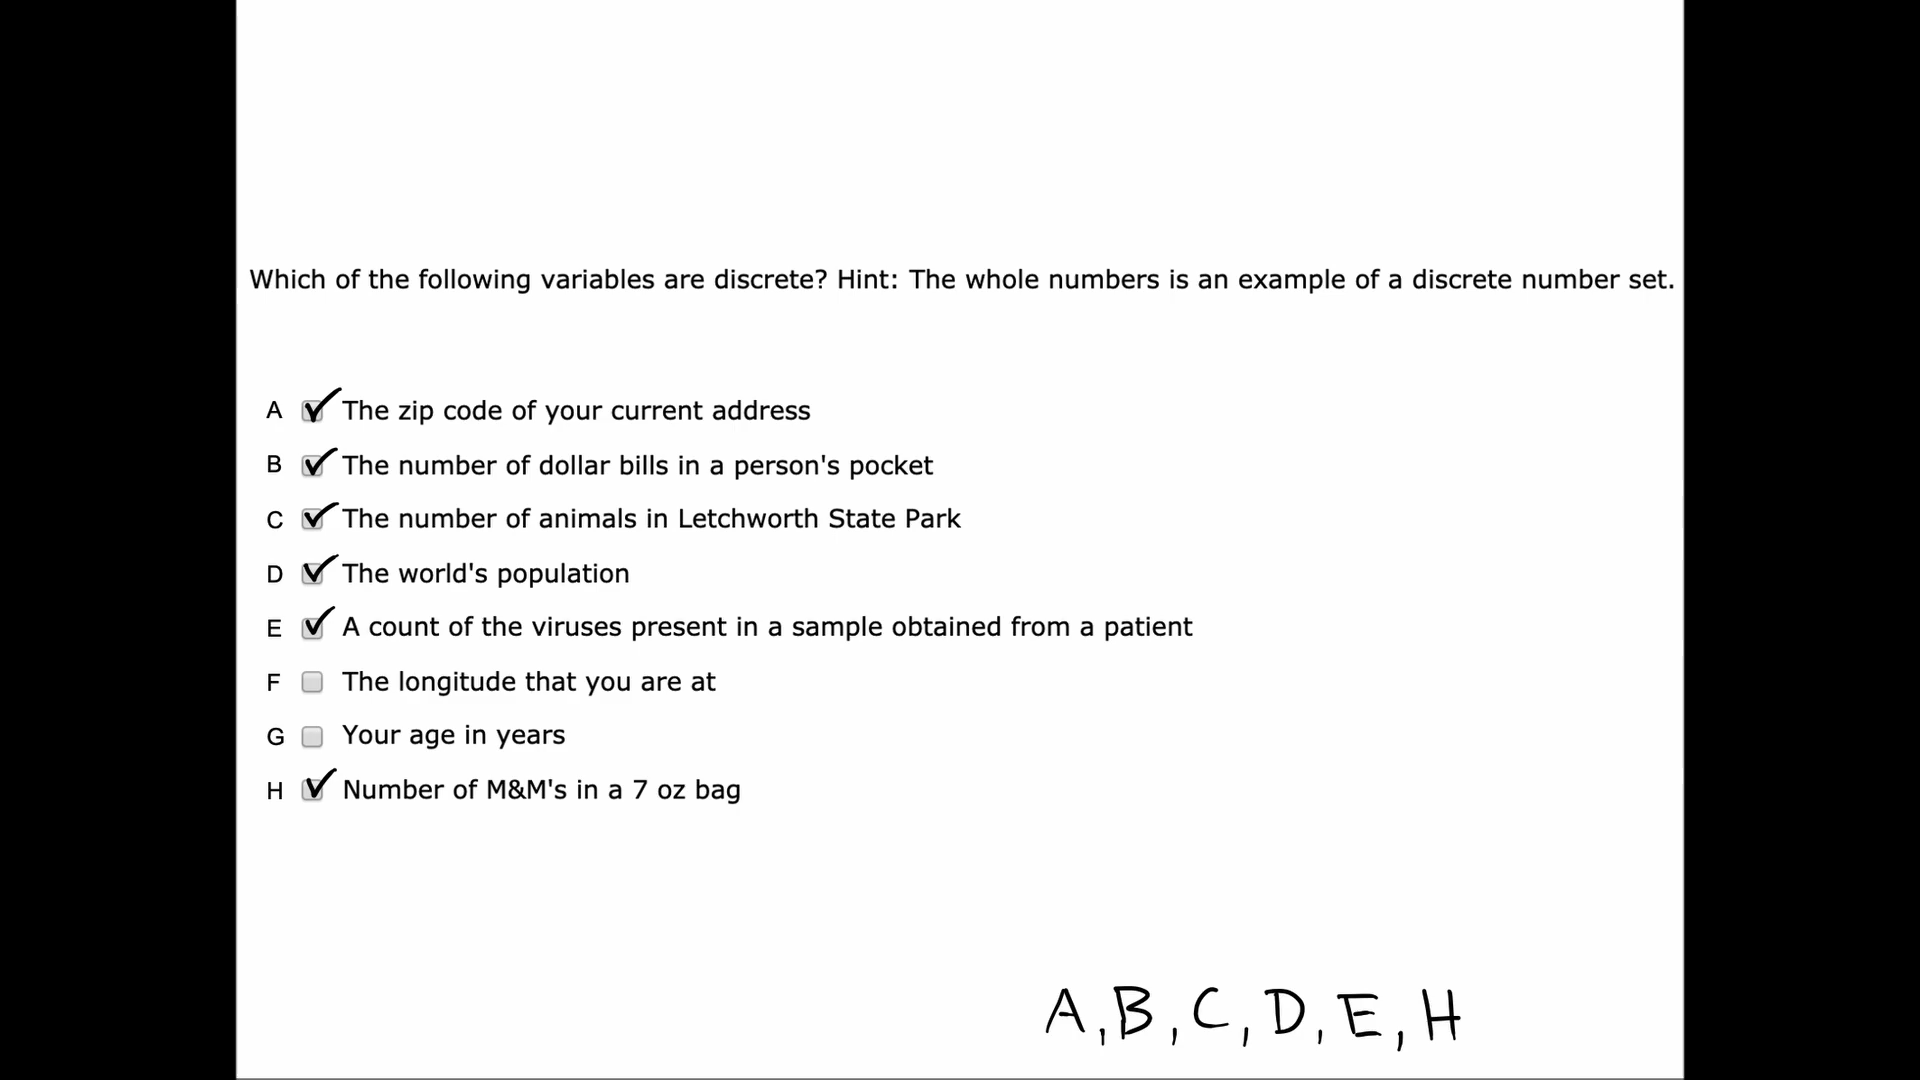 Which of the following variables are discrete? Hint: The whole numbers is an example of a discrete number set.
A The zip code of your current address
B The number of dollar bills in a person's pocket
C The number of animals in Letchworth State Park
D The world's population
E A count of the viruses present in a sample obtained from a patient
F The longitude that you are at
G Your age in years
H Number of M&M's in a 7 oz bag
A, B, C, D, E, H